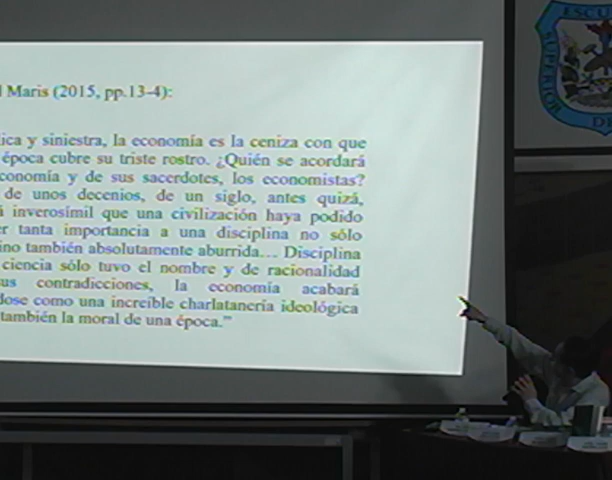 l Maris (2015, pp.13-4):
ica y siniestra, la economía es la ceniza con que
época cubre su triste rostro. ¿Quién se acordará
conomía y de sus sacerdotes, los economistas?
de unos decenios, de un siglo, antes quizá,
á inverosímil que una civilización haya podido
er tanta importancia a una disciplina no sólo
ino también absolutamente aburrida... Disciplina
ciencia sólo tuvo el nombre y de racionalidad
us contradicciones, la economía acabará
dose como una increíble charlatanería ideológica
también la moral de una época.”
ESCU
SUPERIOR
DE